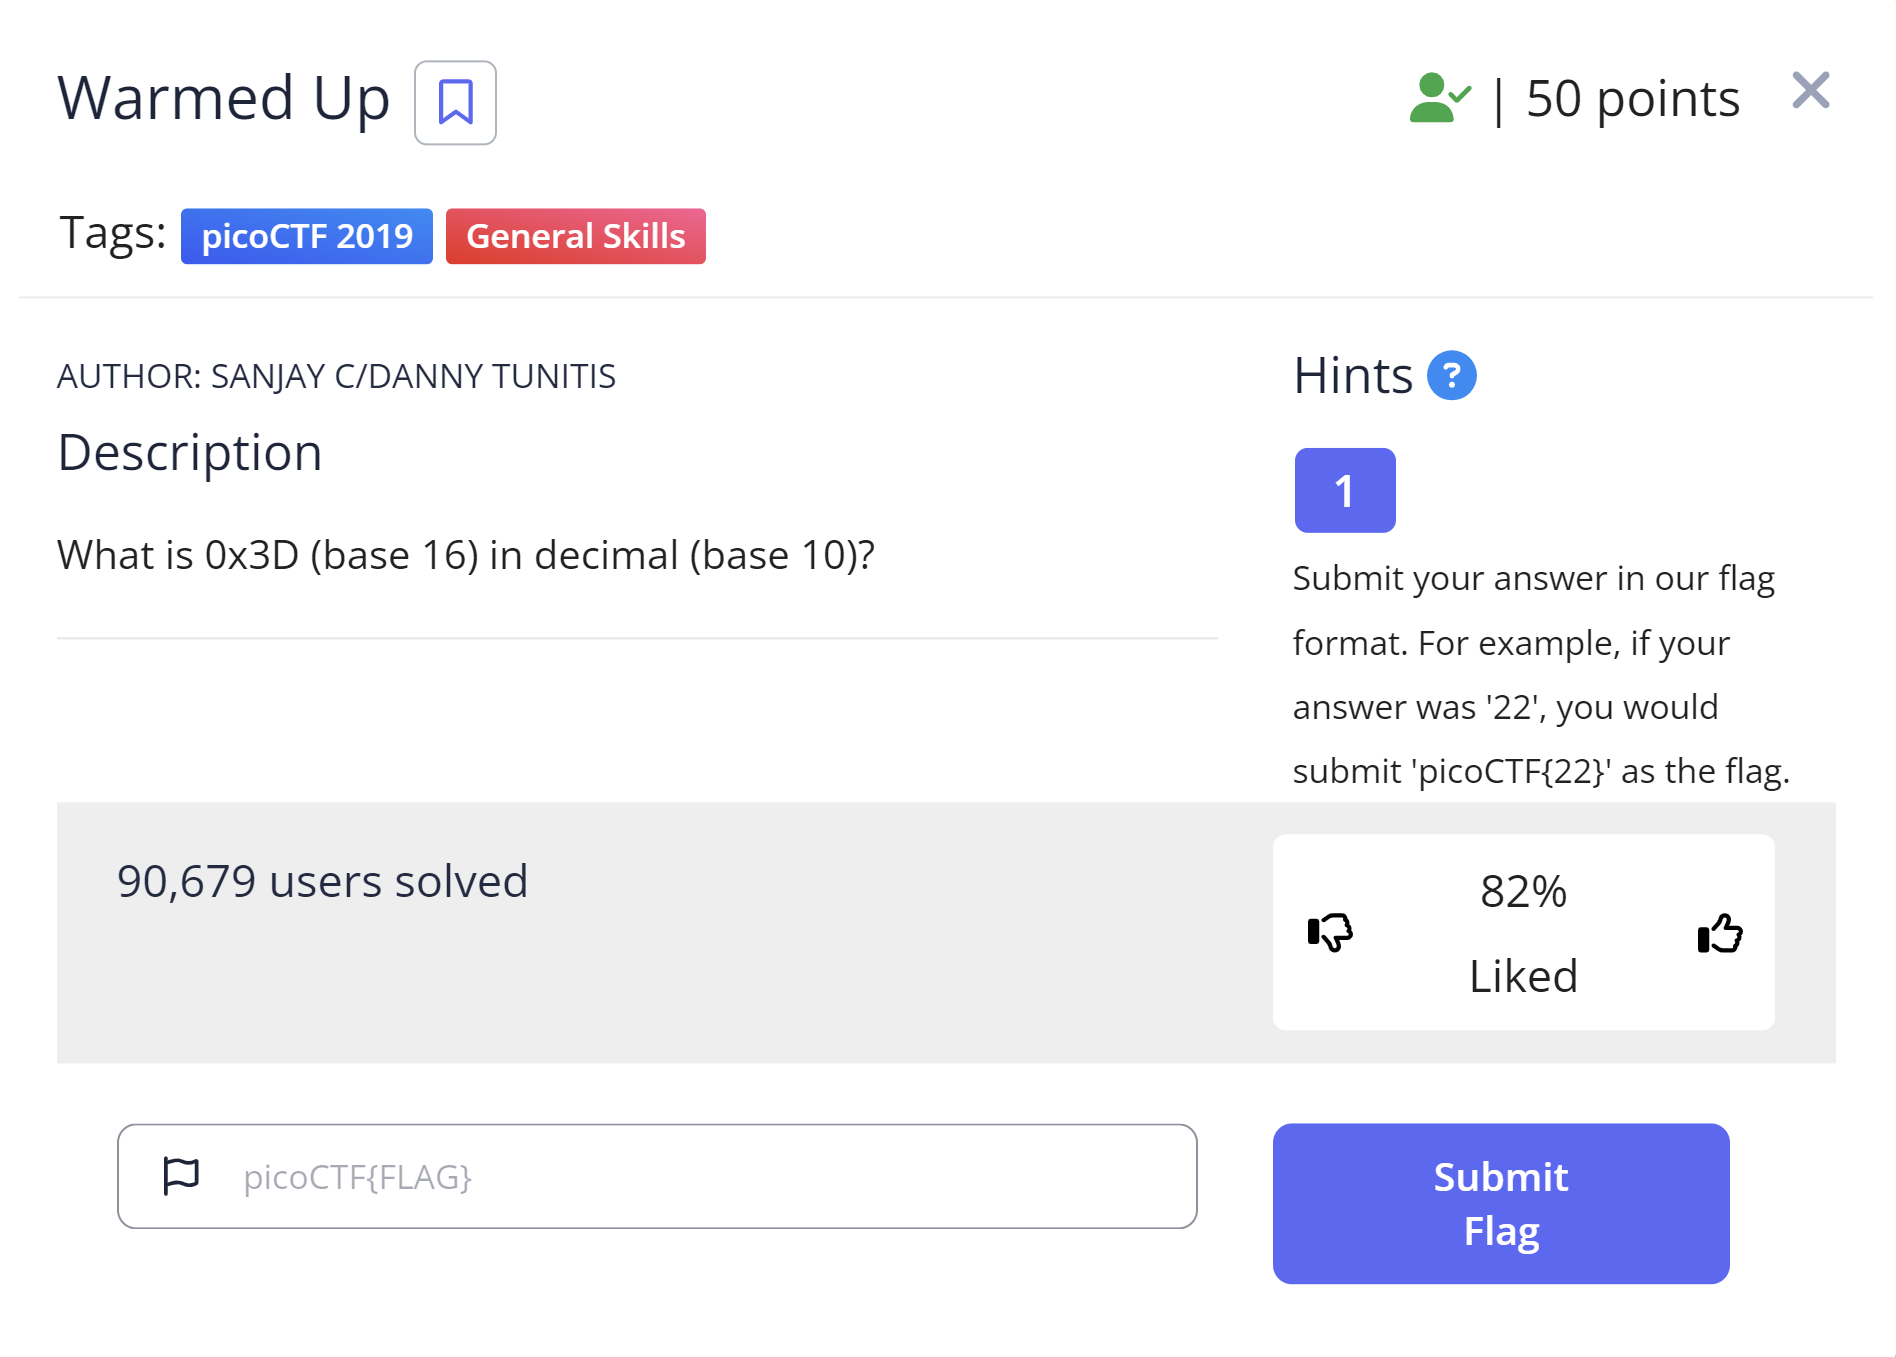 Warmed Up
| 50 points
Tags: picoCTF 2019 General Skills
AUTHOR: SANJAY C/DANNY TUNITIS
Description
What is 0x3D (base 16) in decimal (base 10)?
Hints ?
1
Submit your answer in our flag
format. For example, if your
answer was '22', you would
submit 'picoCTF{22}' as the flag.
90,679 users solved
82%
Liked
picoCTF{FLAG}
Submit
Flag